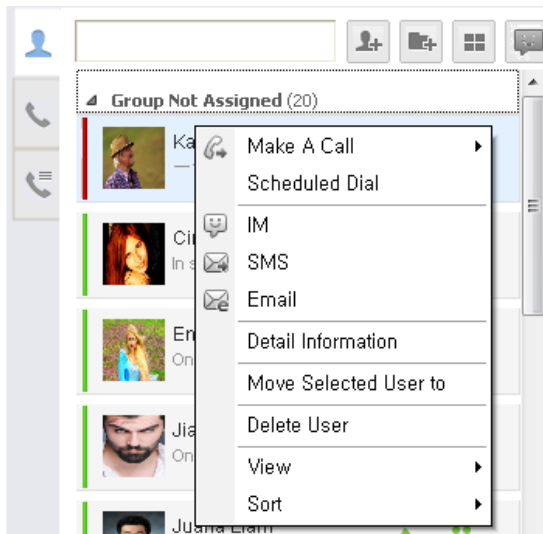 Group Not Assigned (20)
Ka
Make A Call
Scheduled Dial
IM
SMS
Email
Detail Information
Move Selected User to
Delete User
View
Sort
Ci
In s
En
On
Jia
On
Juana Liam